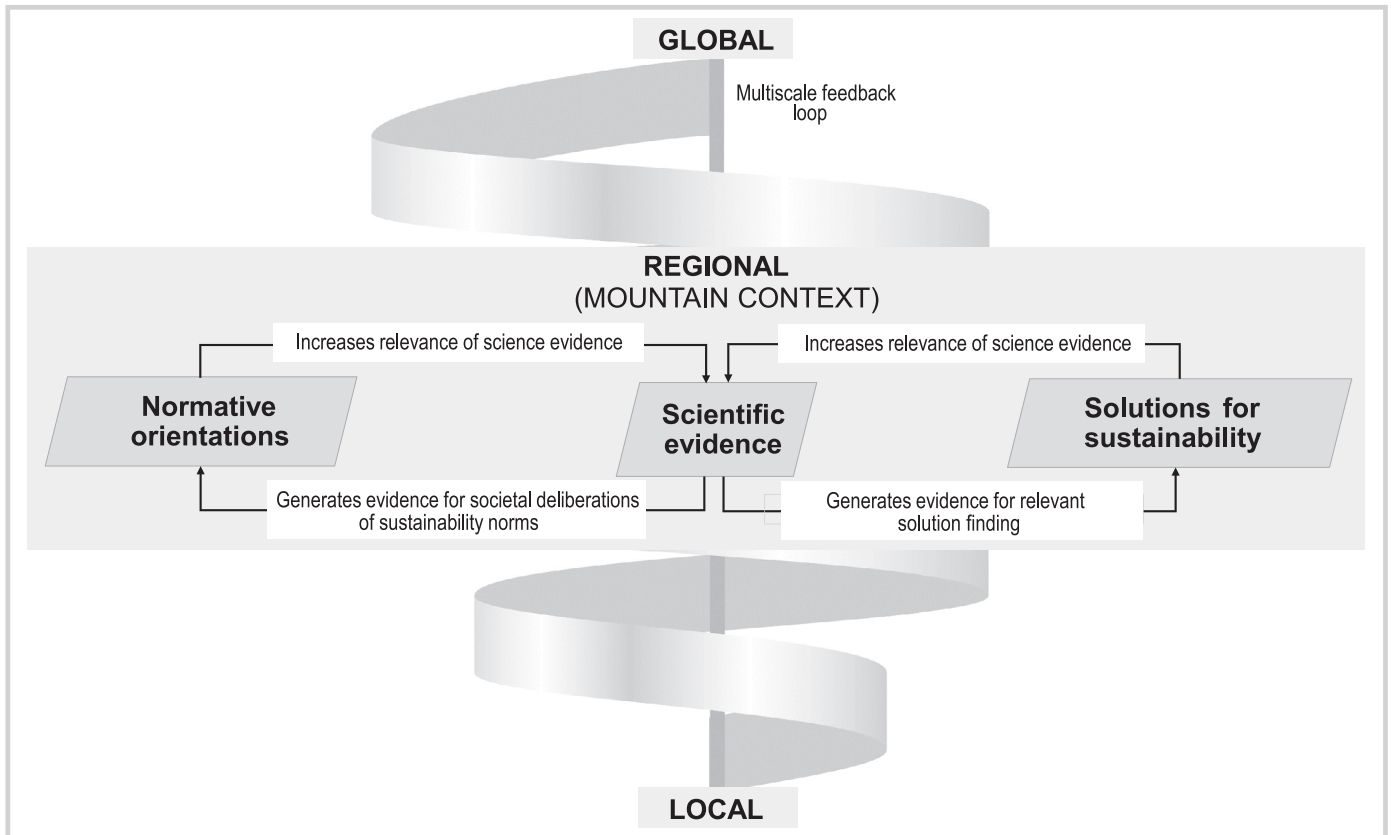 GLOBAL
Multiscale feedback
loop
REGIONAL
(MOUNTAIN CONTEXT)
Increases relevance of science evidence
Increases relevance of science evidence
Normative
orientations
Scientific
evidence
Solutions for
sustainability
Generates evidence for societal deliberations
of sustainability norms
Generates evidence for relevant
solution finding
LOCAL